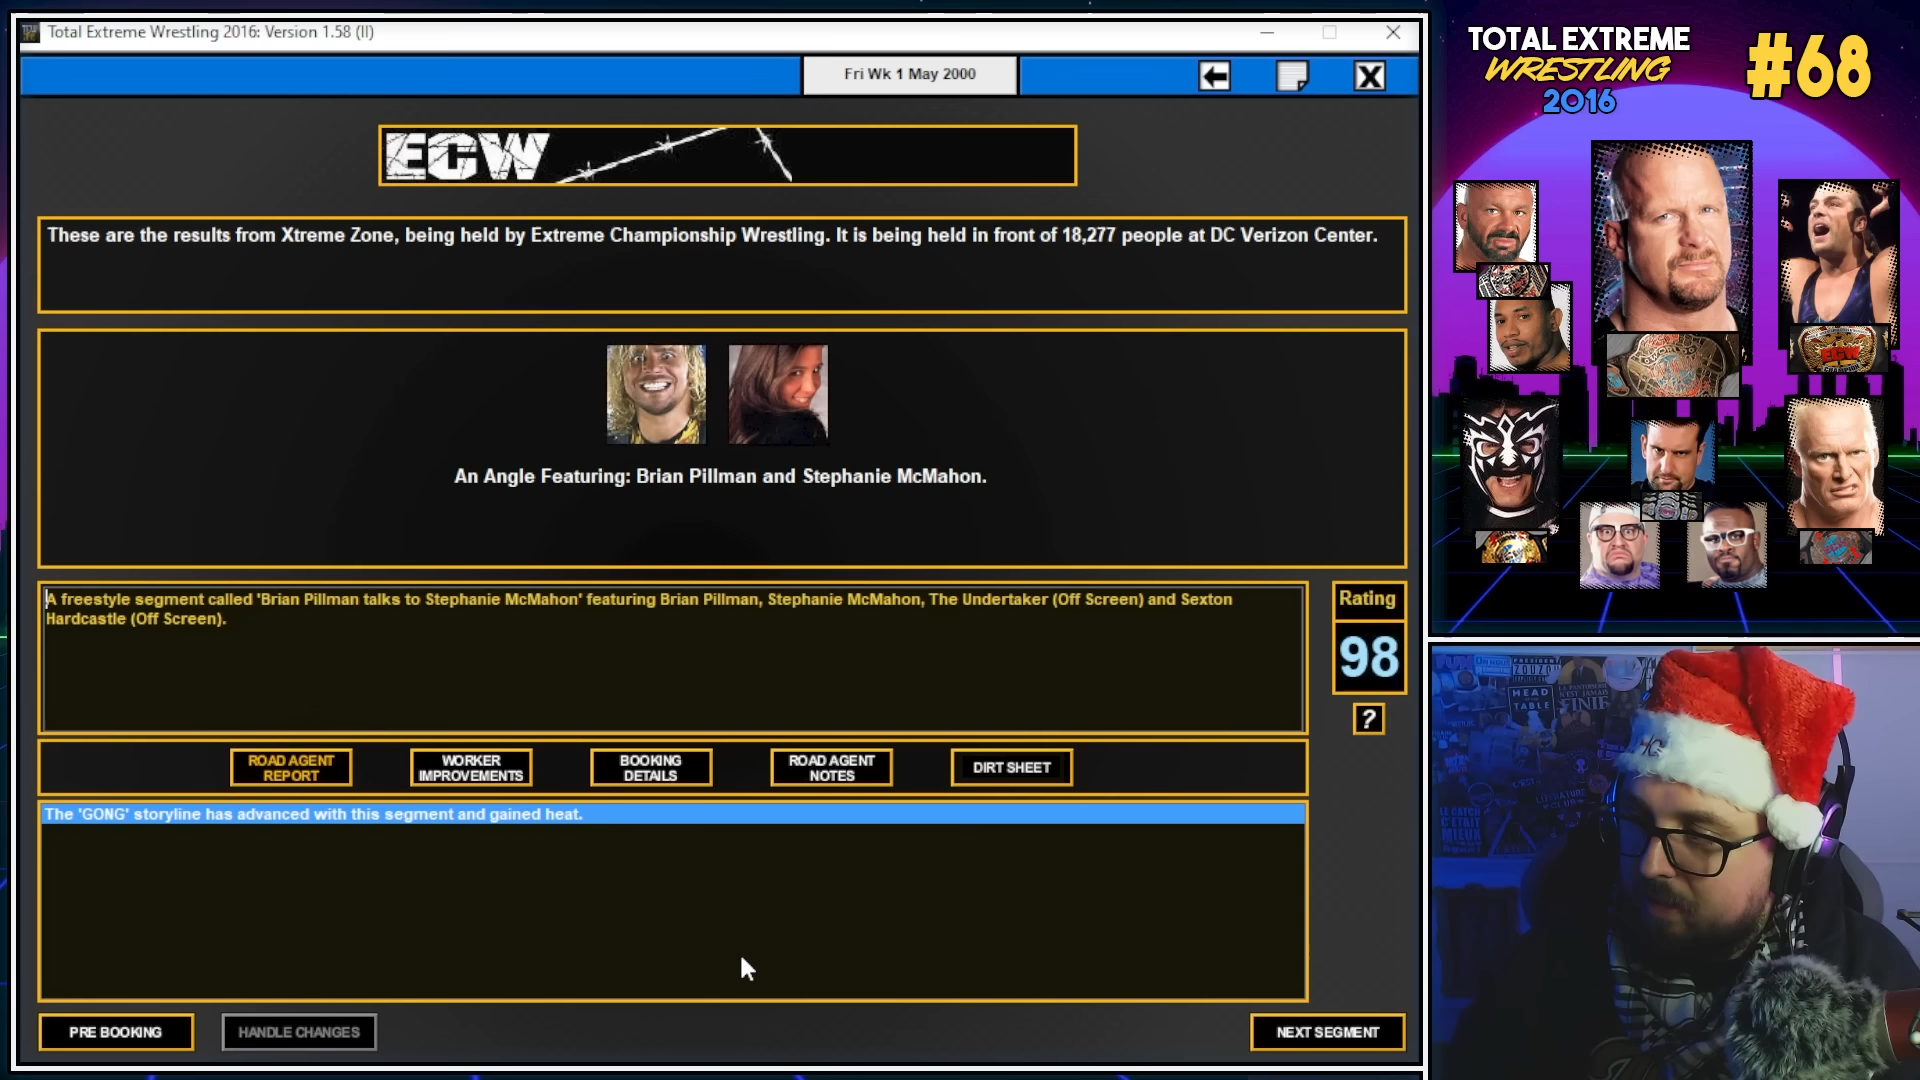 Total Extreme Wrestling 2016: Version 1.58 (II)
Fri Wk 1 May 2000
ECW
These are the results from Xtreme Zone, being held by Extreme Championship Wrestling. It is being held in front of 18,277 people at DC Verizon Center.
An Angle Featuring: Brian Pillman and Stephanie McMahon.
A freestyle segment called 'Brian Pillman talks to Stephanie McMahon' featuring Brian Pillman, Stephanie McMahon, The Undertaker (Off Screen) and Sexton
Hardcastle (Off Screen).
Rating
98
?
ROAD AGENT
REPORT
WORKER
IMPROVEMENTS
BOOKING
DETAILS
ROAD AGENT
NOTES
DIRT SHEET
The 'GONG' storyline has advanced with this segment and gained heat.
PRE BOOKING
HANDLE CHANGES
NEXT SEGMENT
TOTAL EXTREME
WRESTLING
2016
#68
ECW
HEAD
OF THE
TABLE